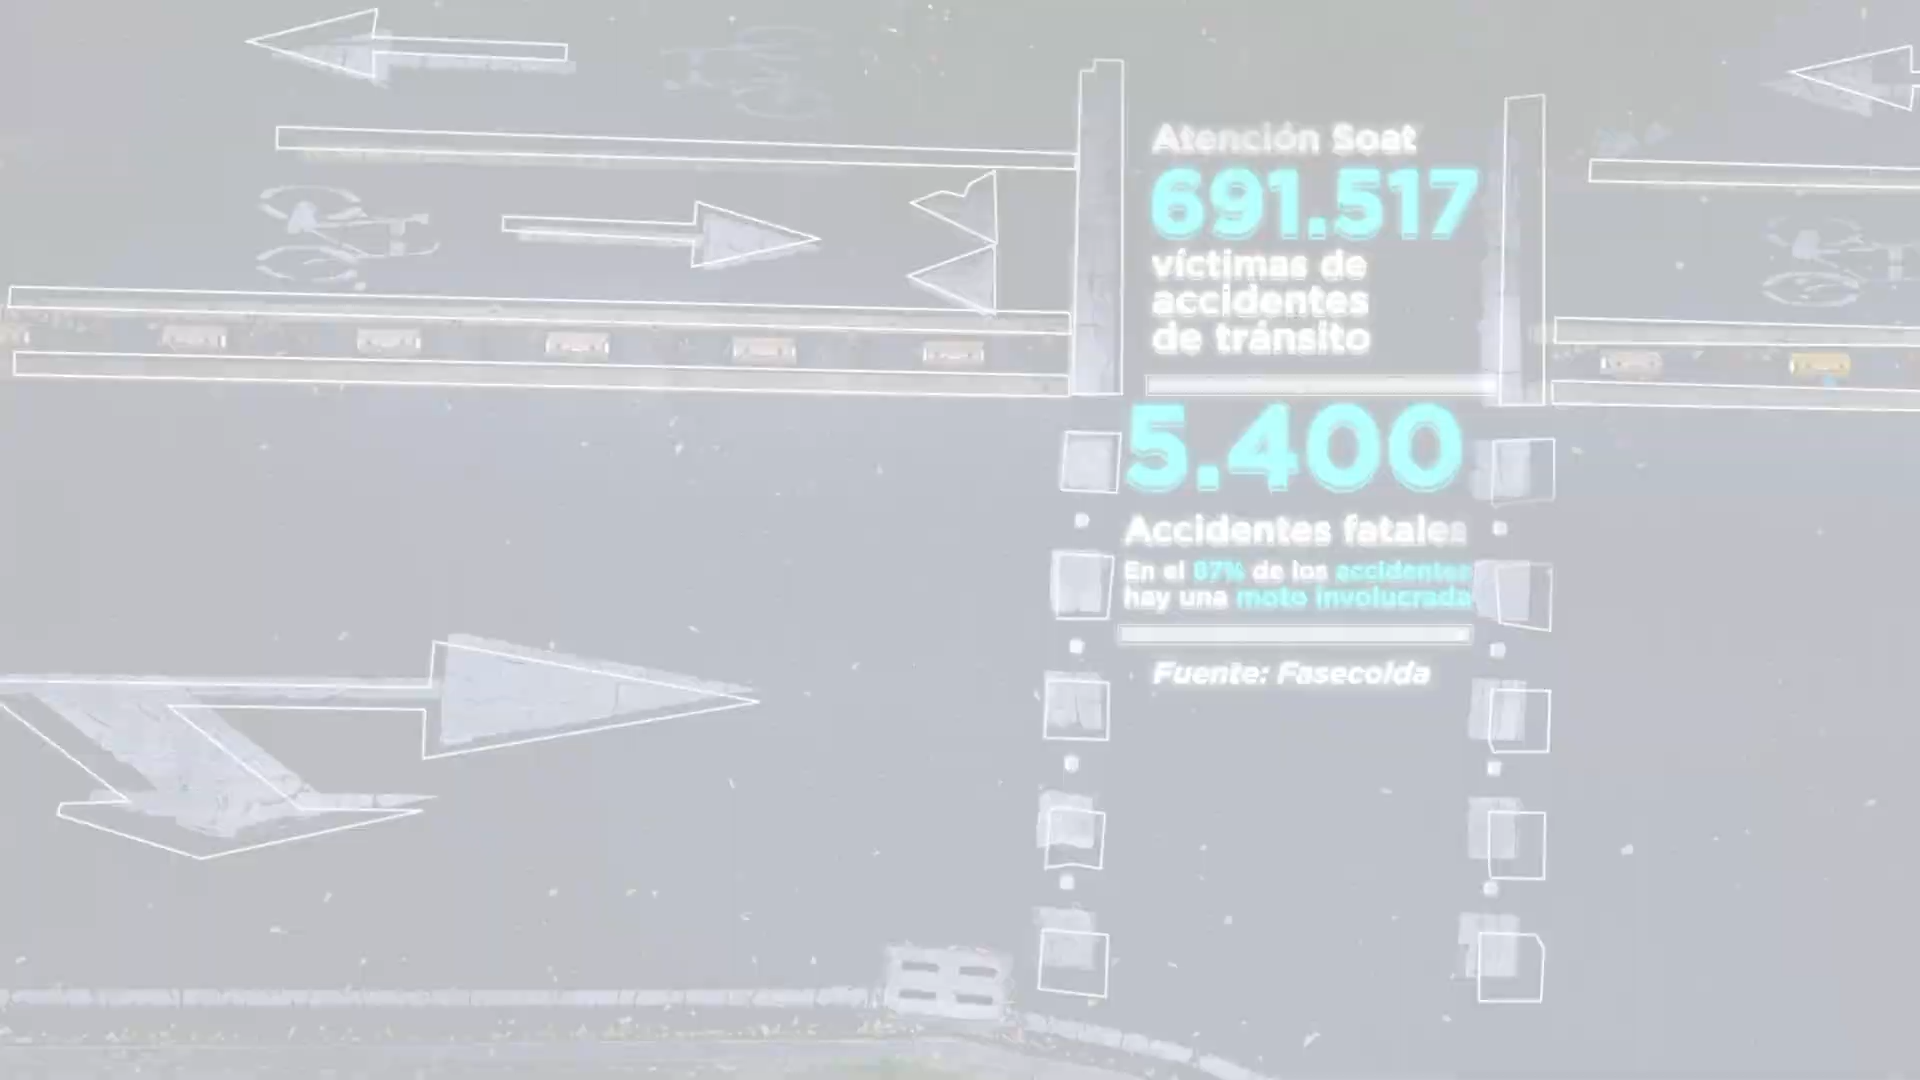 Atención Soat
691.517
víctimas de
accidentes
de tránsito
5.400
Accidentes fatales
En el 87% de los accidentes
hay una moto involucrada
Fuente: Fasecolda